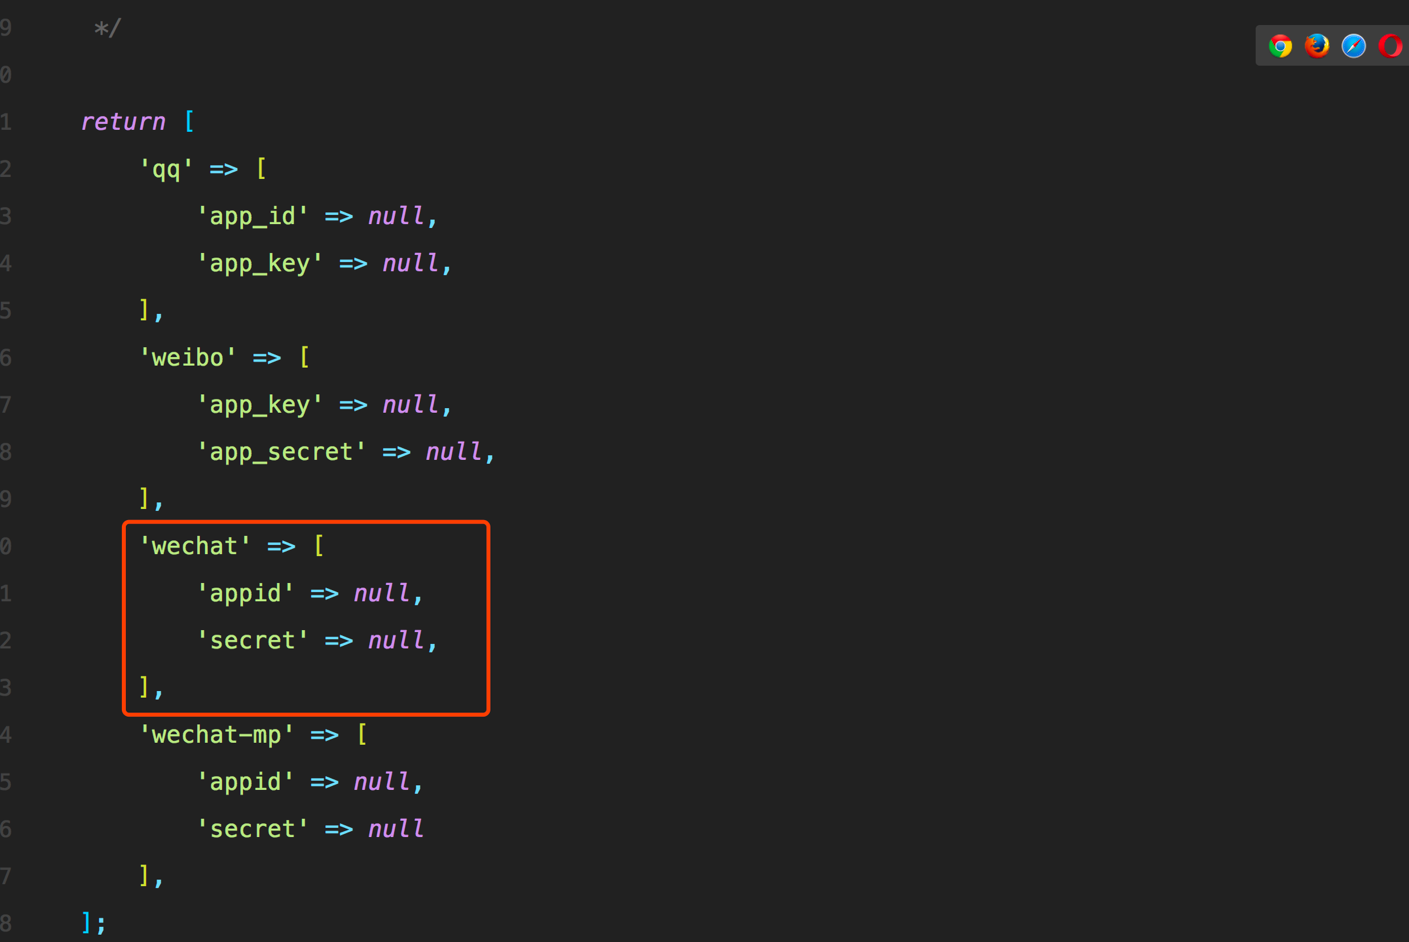 9 */
0
1 return [
2 'qq' => [
3 'app_id' => null,
4 'app_key' => null,
5 ],
6 'weibo' => [
7 'app_key' => null,
8 'app_secret' => null,
9 ],
0 'wechat' => [
1 'appid' => null,
2 'secret' => null,
3 ],
4 'wechat-mp' => [
5 'appid' => null,
6 'secret' => null
7 ],
8 ];